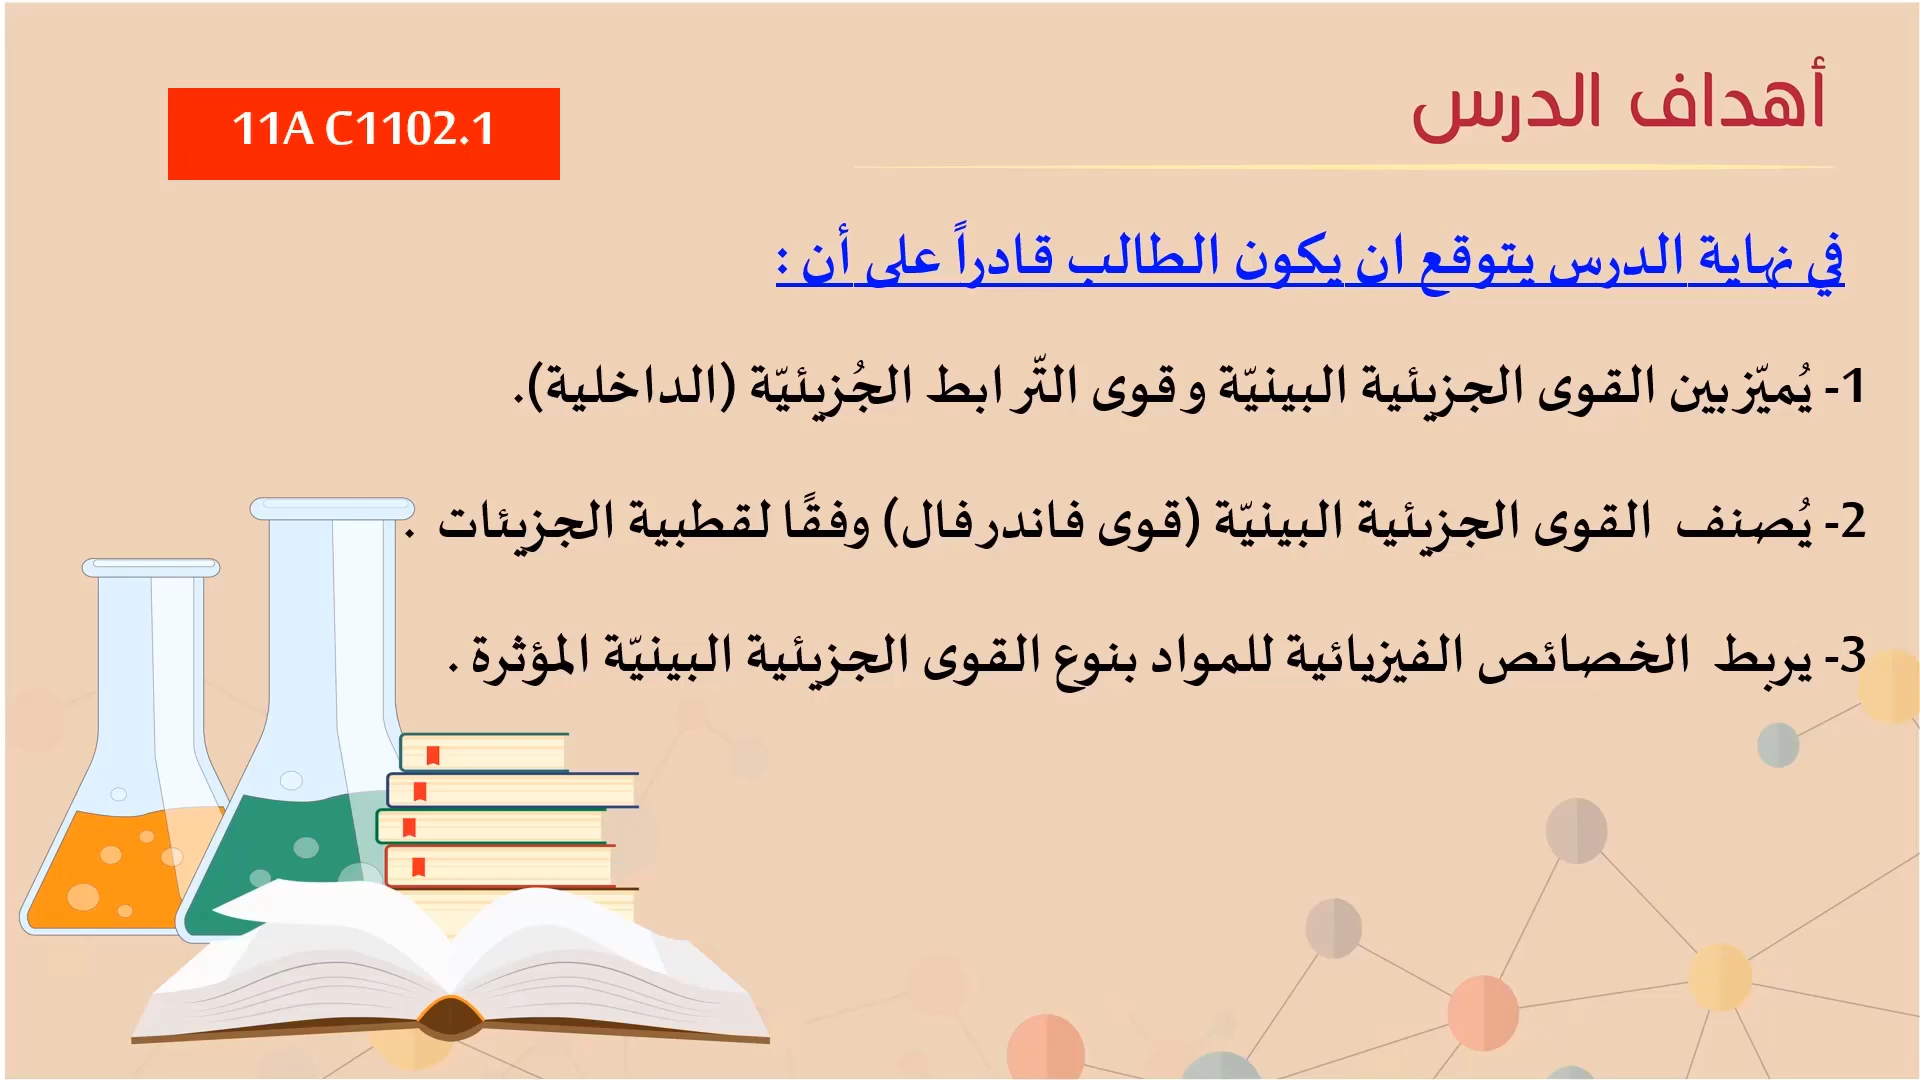 أهداف الدرس
11A C1102.1
في نهاية الدرس يتوقع ان يكون الطالب قادراً على أن :
1- يُميّز بين القوى الجزيئية البينيّة وقوى التّرابط الجُزيئيّة (الداخلية).
2- يُصنف القوى الجزيئية البينيّة (قوى فاندرفال) وفقًا لقطبية الجزيئات .
3- يربط الخصائص الفيزيائية للمواد بنوع القوى الجزيئية البينيّة المؤثرة .